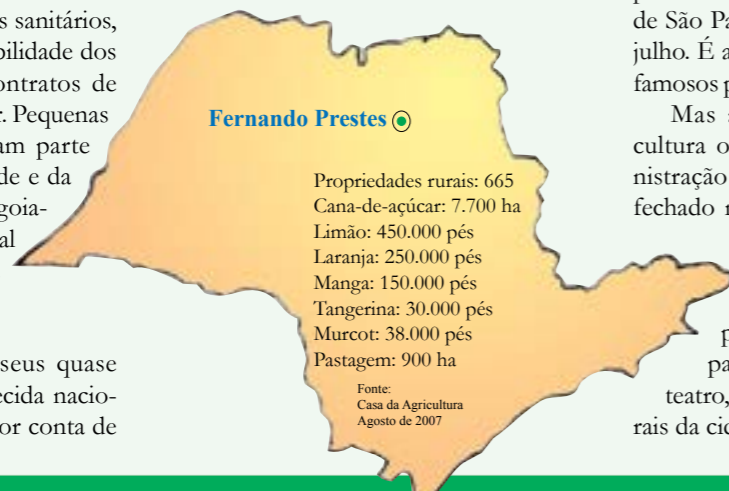 s sanitários,
bilidade dos
ontratos de
r. Pequenas
am parte
de e da
goia-
al
seus quase
ecida nacio-
or conta de
Fernando Prestes
Propriedades rurais: 665
Cana-de-açúcar: 7.700 ha
Limão: 450.000 pés
Laranja: 250.000 pés
Manga: 150.000 pés
Tangerina: 30.000 pés
Murcot: 38.000 pés
Pastagem: 900 ha
Fonte:
Casa da Agricultura
Agosto de 2007
de São Pa
julho. É a
famosos p
Mas s
cultura o
nistração
fechado n
p
pa
teatro,
rais da cid